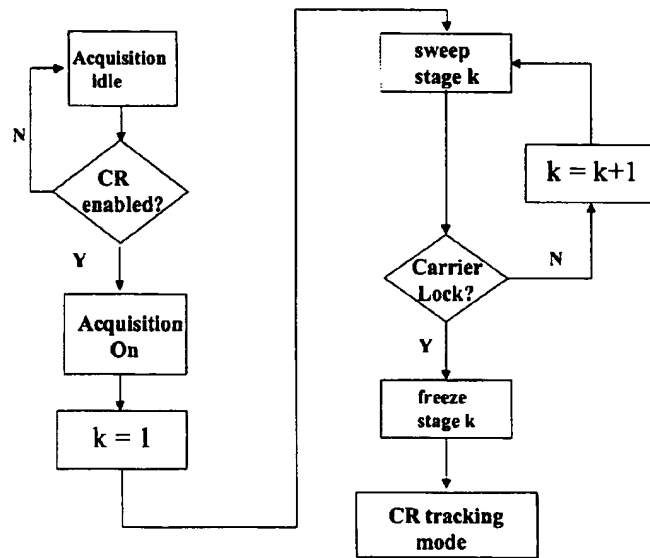 Acquisition
idle
N
CR
enabled?
Y
Acquisition
On
k = 1
sweep
stage k
k = k+1
Carrier
Lock?
N
Y
freeze
stage k
CR tracking
mode